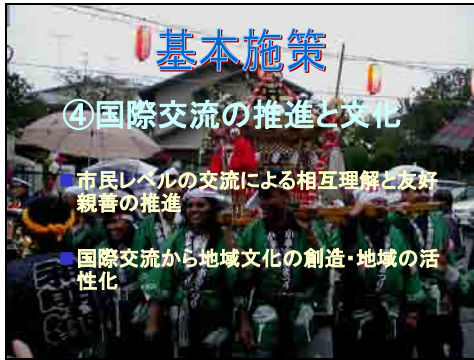 基本施策
④国際交流の推進と文化
市民レベルの交流による相互理解と友好
親善の推進
国際交流から地域文化の創造・地域の活
性化